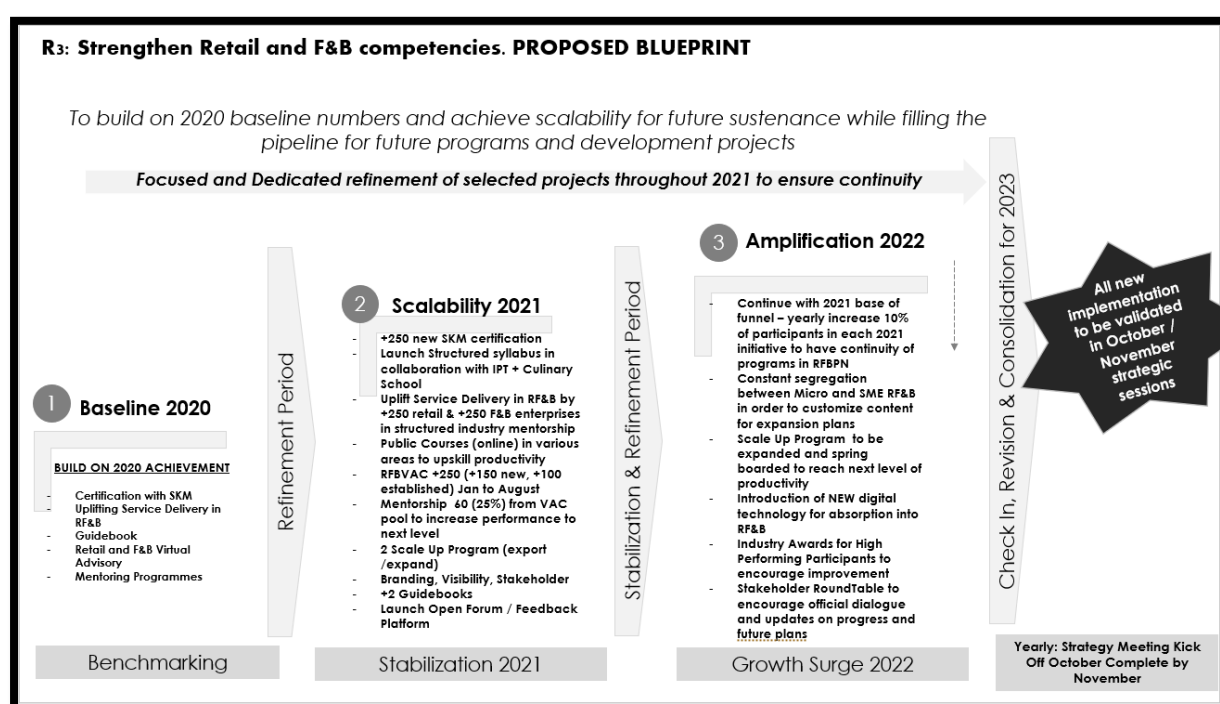 R3: Strengthen Retail and F&B competencies. PROPOSED BLUEPRINT
To build on 2020 baseline numbers and achieve scalability for future sustenance while filling the
pipeline for future programs and development projects
Focused and Dedicated refinement of selected projects throughout 2021 to ensure continuity
1
Baseline 2020
BUILD ON 2020 ACHIEVEMENT
- Certification with SKM
- Uplifting Service Delivery in
RF&B
- Guidebook
- Retail and F&B Virtual
Advisory
- Mentoring Programmes
Benchmarking
Refinement Period
2
Scalability 2021
- +250 new SKM certification
- Launch Structured syllabus in
collaboration with IPT + Culinary
School
- Uplift Service Delivery in RF&B by
+250 retail & +250 F&B enterprises
in structured industry mentorship
- Public Courses (online) in various
areas to upskill productivity
- RFBVAC +250 (+150 new, +100
established) Jan to August
- Mentorship 60 (25%) from VAC
pool to increase performance to
next level
- 2 Scale Up Program (export
/expand)
- Branding, Visibility, Stakeholder
- +2 Guidebooks
- Launch Open Forum / Feedback
Platform
Stabilization 2021
Stabilization & Refinement Period
3
Amplification 2022
- Continue with 2021 base of
funnel – yearly increase 10%
of participants in each 2021
initiative to have continuity of
programs in RFBPN
- Constant segregation
between Micro and SME RF&B
in order to customize content
for expansion plans
- Scale Up Program to be
expanded and spring
boarded to reach next level of
productivity
- Introduction of NEW digital
technology for absorption into
RF&B
- Industry Awards for High
Performing Participants to
encourage improvement
- Stakeholder RoundTable to
encourage official dialogue
and updates on progress and
future plans
Growth Surge 2022
Check In, Revision & Consolidation for 2023
All new
implementation
to be validated
in October /
November
strategic
sessions
Yearly: Strategy Meeting Kick
Off October Complete by
November